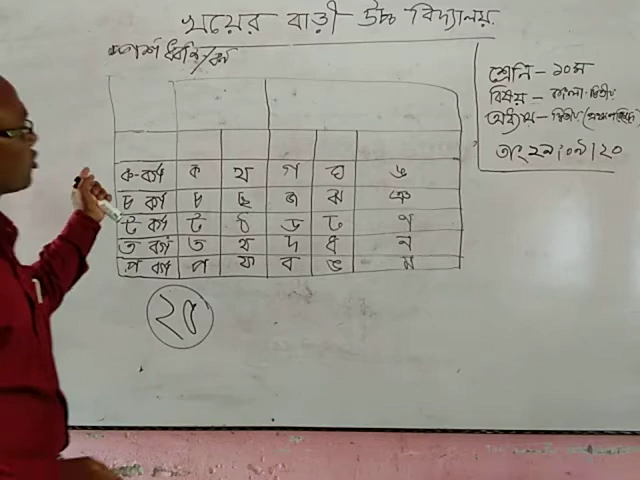 খয়ের বাড়ী উচ্চ বিদ্যালয়.
স্পর্শ ধ্বনি/বর্ণ
শ্রেনি - ১০ম
বিষয় - বাংলা দ্বিতীয়
অধ্যায় - দ্বিতীয়
ক-বর্গ ক খ গ ঘ ঙ
চ বর্গ চ ছ জ ঝ ঞ
ট বর্গ ট ঠ ড ঢ ণ
ত বর্গ ত থ দ ধ ন
প বর্গ প ফ ব ভ ম
২৫